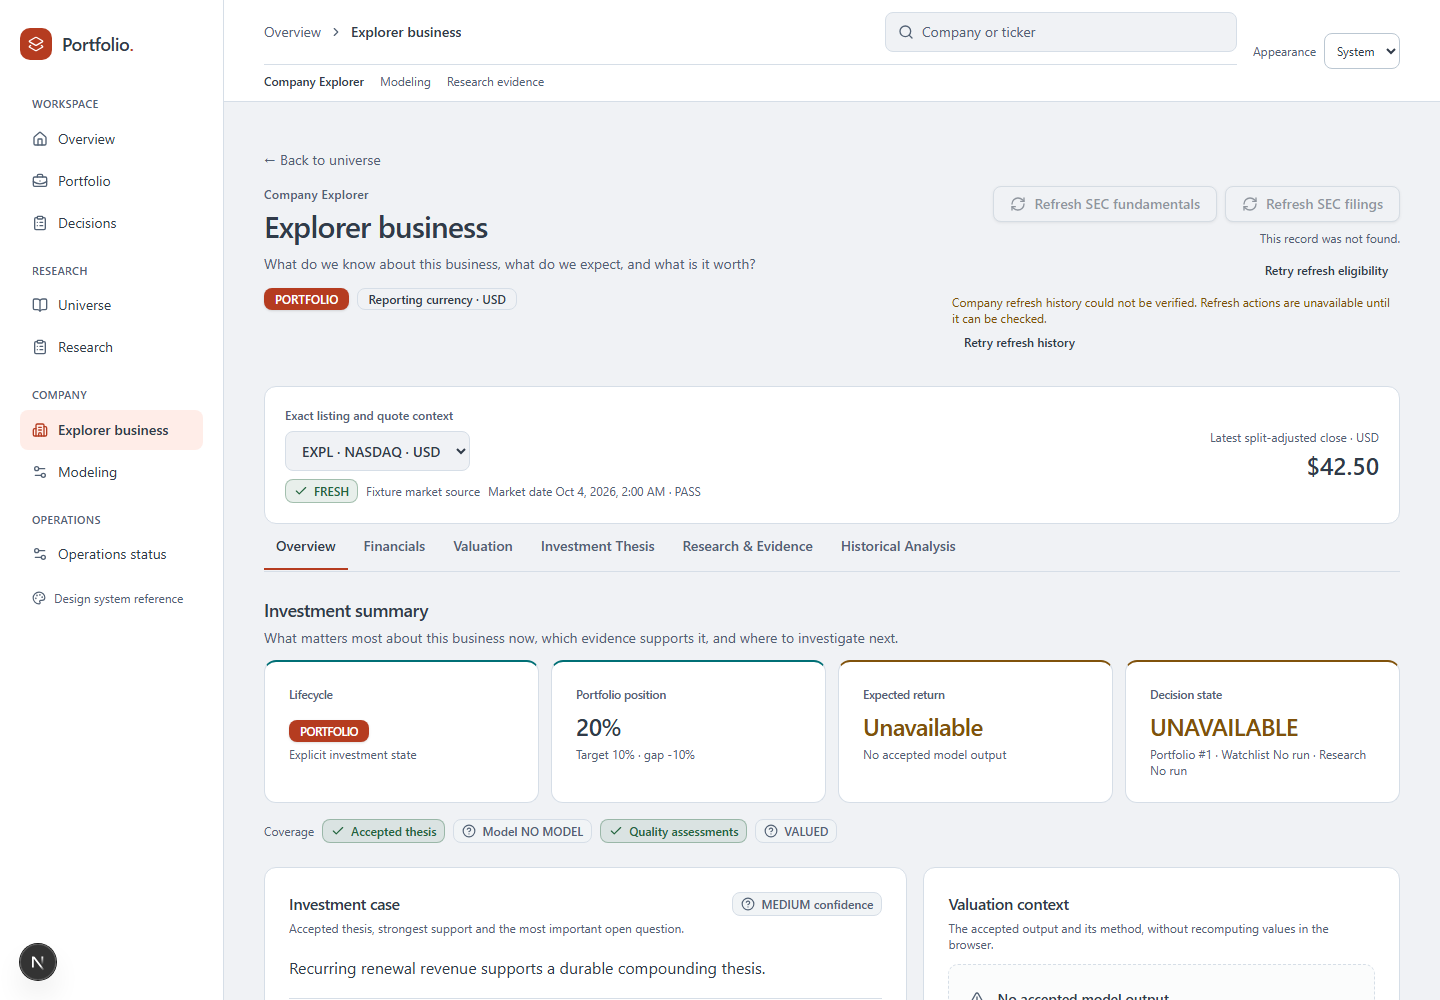 Portfolio.
WORKSPACE
Overview
Portfolio
Decisions
RESEARCH
Universe
Research
COMPANY
Explorer business
Modeling
OPERATIONS
Operations status
Design system reference
N
Overview > Explorer business
Company or ticker
Appearance
System
Company Explorer Modeling Research evidence
← Back to universe
Company Explorer
Explorer business
What do we know about this business, what do we expect, and what is it worth?
PORTFOLIO
Reporting currency · USD
Refresh SEC fundamentals
Refresh SEC filings
This record was not found.
Retry refresh eligibility
Company refresh history could not be verified. Refresh actions are unavailable until
it can be checked.
Retry refresh history
Exact listing and quote context
EXPL · NASDAQ · USD
FRESH Fixture market source Market date Oct 4, 2026, 2:00 AM · PASS
Latest split-adjusted close · USD
$42.50
Overview Financials Valuation Investment Thesis Research & Evidence Historical Analysis
Investment summary
What matters most about this business now, which evidence supports it, and where to investigate next.
Lifecycle
PORTFOLIO
Explicit investment state
Portfolio position
20%
Target 10% · gap -10%
Expected return
Unavailable
No accepted model output
Decision state
UNAVAILABLE
Portfolio #1 · Watchlist No run · Research
No run
Coverage Accepted thesis Model NO MODEL Quality assessments VALUED
Investment case
MEDIUM confidence
Accepted thesis, strongest support and the most important open question.
Recurring renewal revenue supports a durable compounding thesis.
Valuation context
The accepted output and its method, without recomputing values in the
browser.
No accepted model output